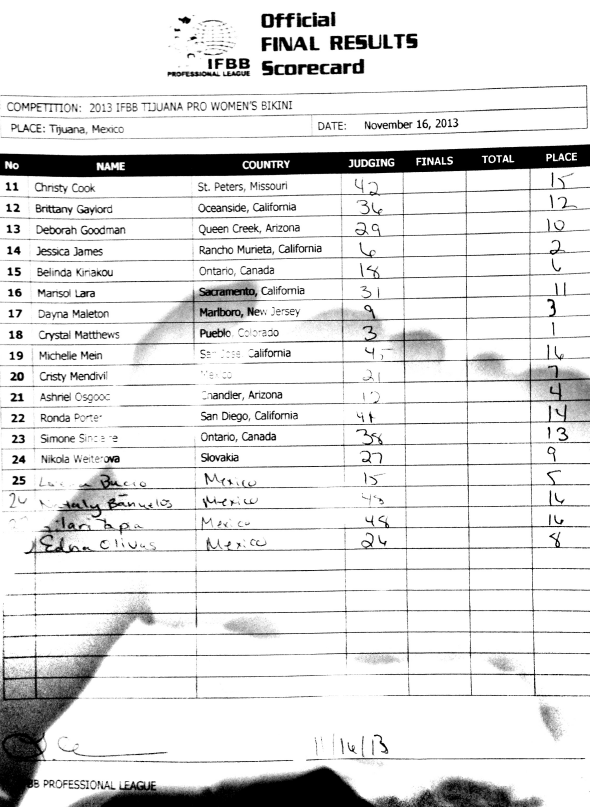 Official
FINAL RESULTS
Scorecard
IFBB
PROFESSIONAL LEAGUE
COMPETITION: 2013 IFBB TIJUANA PRO WOMEN'S BIKINI
PLACE: Tijuana, Mexico DATE: November 16, 2013
No NAME COUNTRY JUDGING FINALS TOTAL PLACE
11 Christy Cook St. Peters, Missouri 42 15
12 Brittany Gaylord Oceanside, California 36 12
13 Deborah Goodman Queen Creek, Arizona 29 10
14 Jessica James Rancho Murieta, California 6 2
15 Belinda Kiriakou Ontario, Canada 18 6
16 Marisol Lara Sacramento, California 31 11
17 Dayna Maleton Marlboro, New Jersey 9 3
18 Crystal Matthews Pueblo, Colorado 3 1
19 Michelle Mein San Jose, California 45 16
20 Cristy Mendivil Mexico 21 7
21 Ashriel Osgood Chandler, Arizona 12 4
22 Ronda Porter San Diego, California 41 14
23 Simone Sinclaire Ontario, Canada 38 13
24 Nikola Weiterova Slovakia 27 9
25 Bucio Mexico 15 5
26 Nataly Bañuelos Mexico 48 16
Tapia Mexico 48 16
Edna Olivas Mexico 26 8
11/16/13
PROFESSIONAL LEAGUE